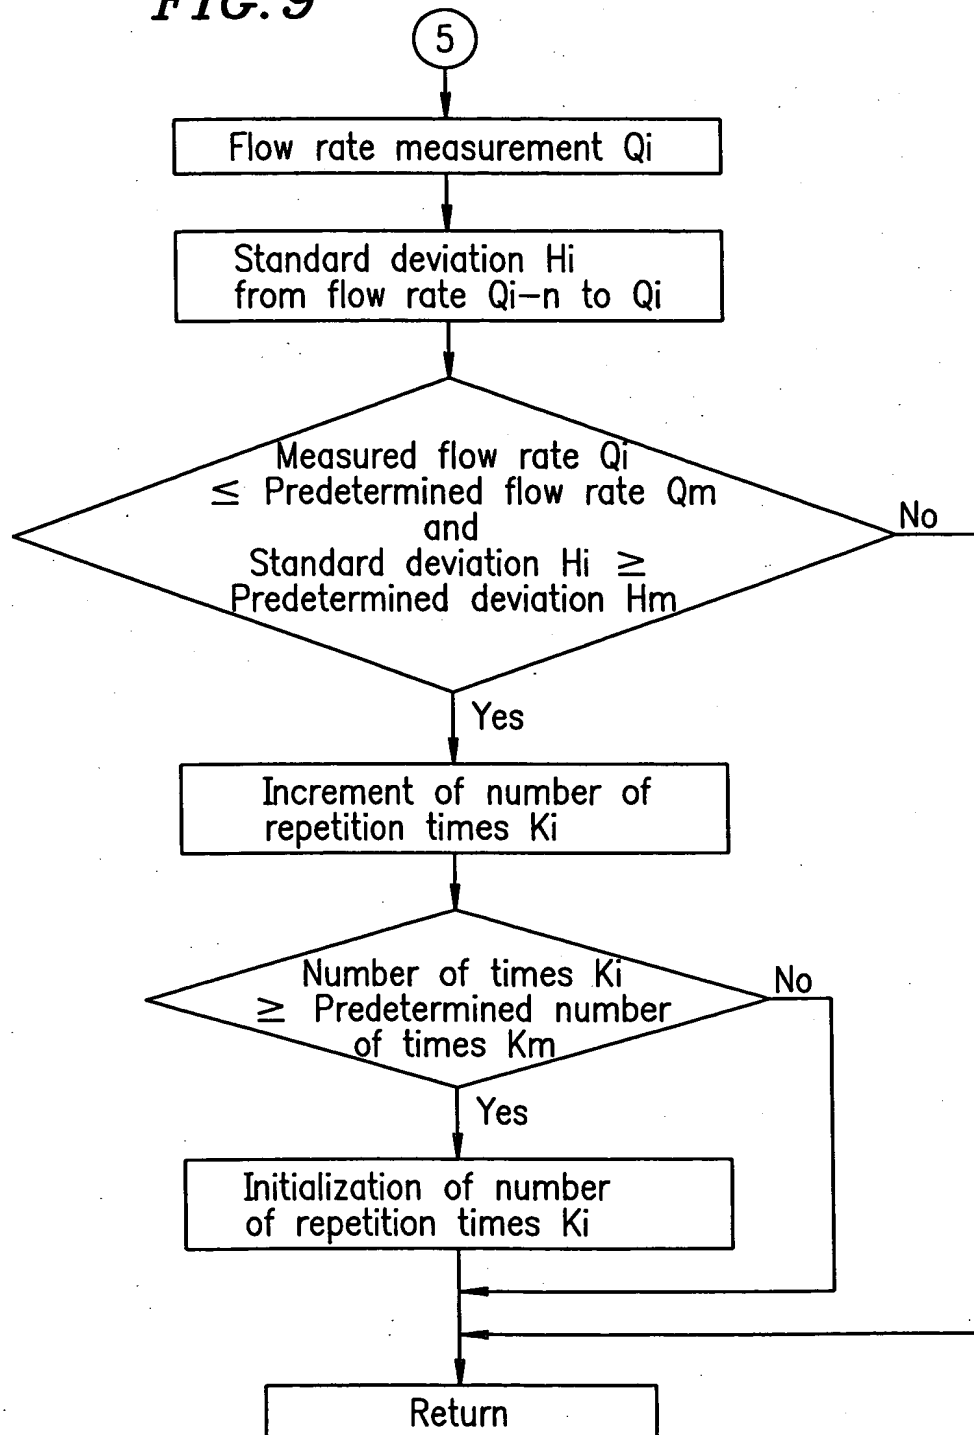 FIG. 9
5
Flow rate measurement Qi
Standard deviation Hi
from flow rate Qi-n to Qi
Measured flow rate Qi
≤ Predetermined flow rate Qm
and
Standard deviation Hi ≥
Predetermined deviation Hm
No
Yes
Increment of number of
repetition times Ki
Number of times Ki
≥ Predetermined number
of times Km
No
Yes
Initialization of number
of repetition times Ki
Return